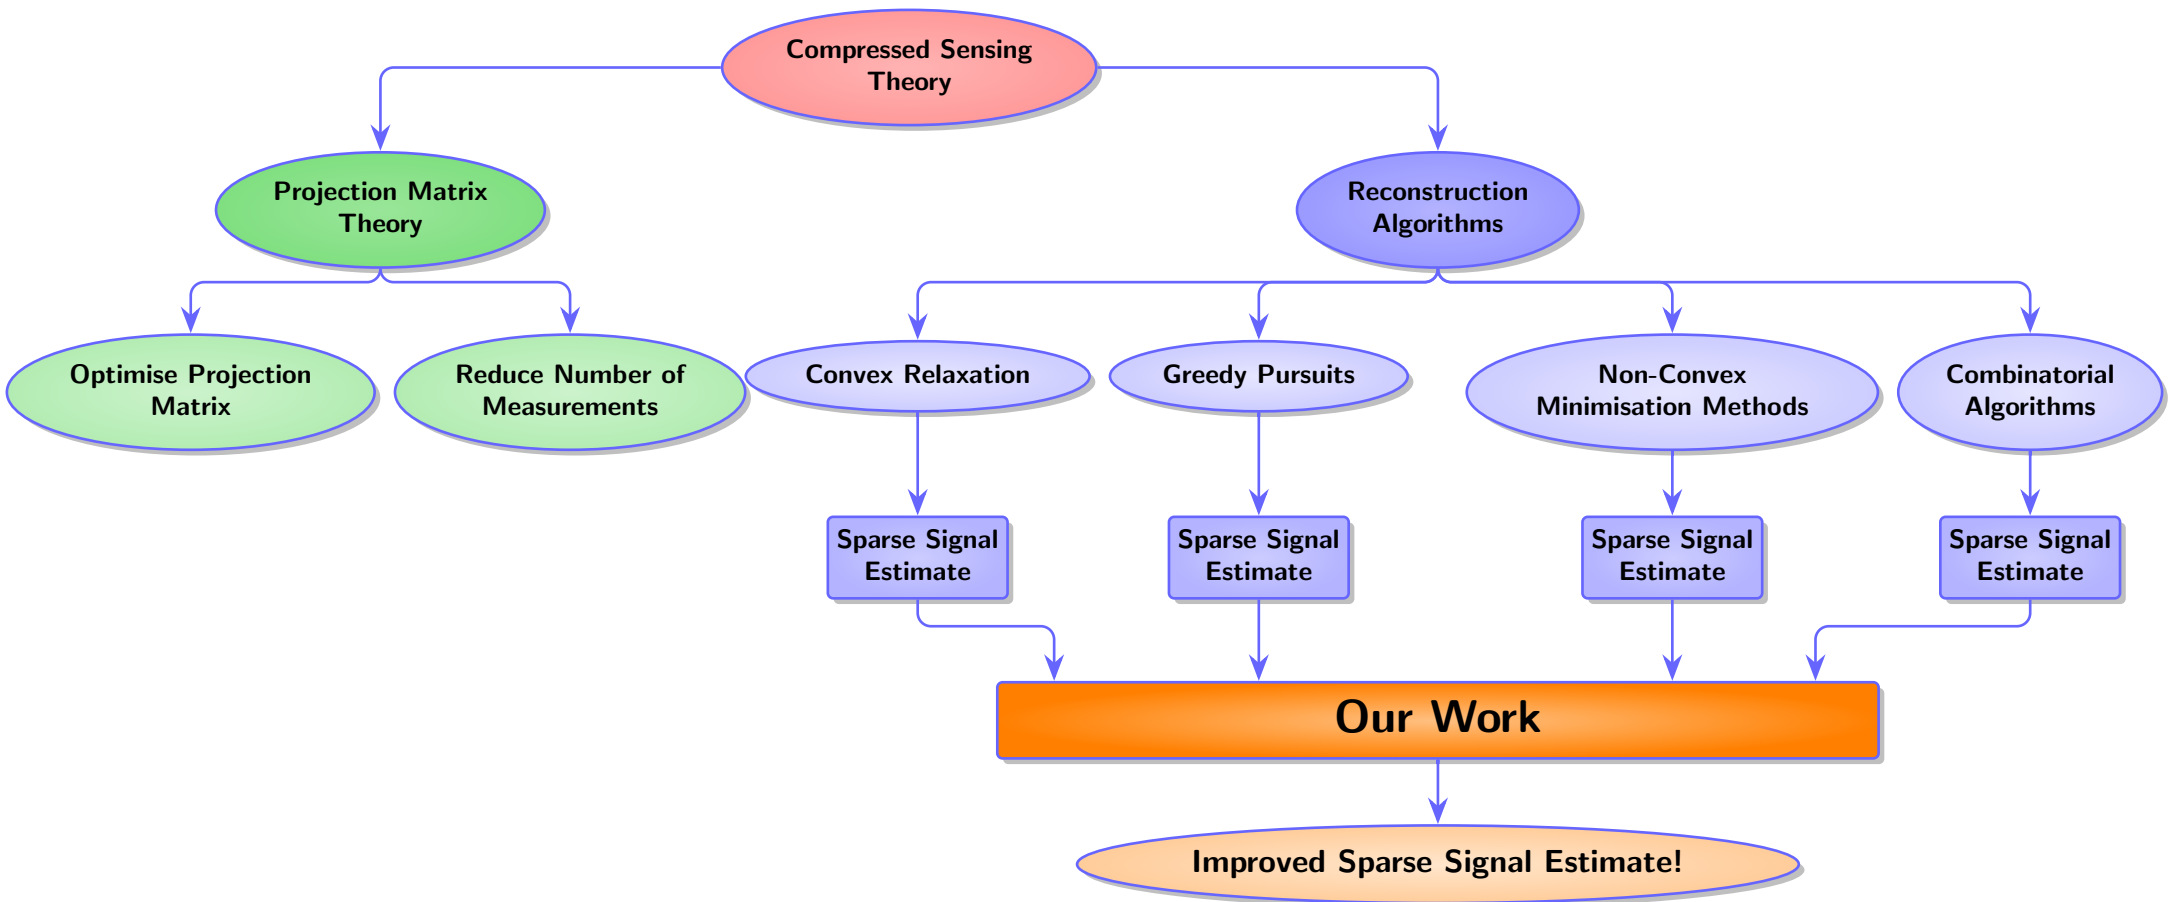 Compressed Sensing
Theory
Projection Matrix
Theory
Reconstruction
Algorithms
Optimise Projection
Matrix
Reduce Number of
Measurements
Convex Relaxation
Greedy Pursuits
Non-Convex
Minimisation Methods
Combinatorial
Algorithms
Sparse Signal
Estimate
Sparse Signal
Estimate
Sparse Signal
Estimate
Sparse Signal
Estimate
Our Work
Improved Sparse Signal Estimate!